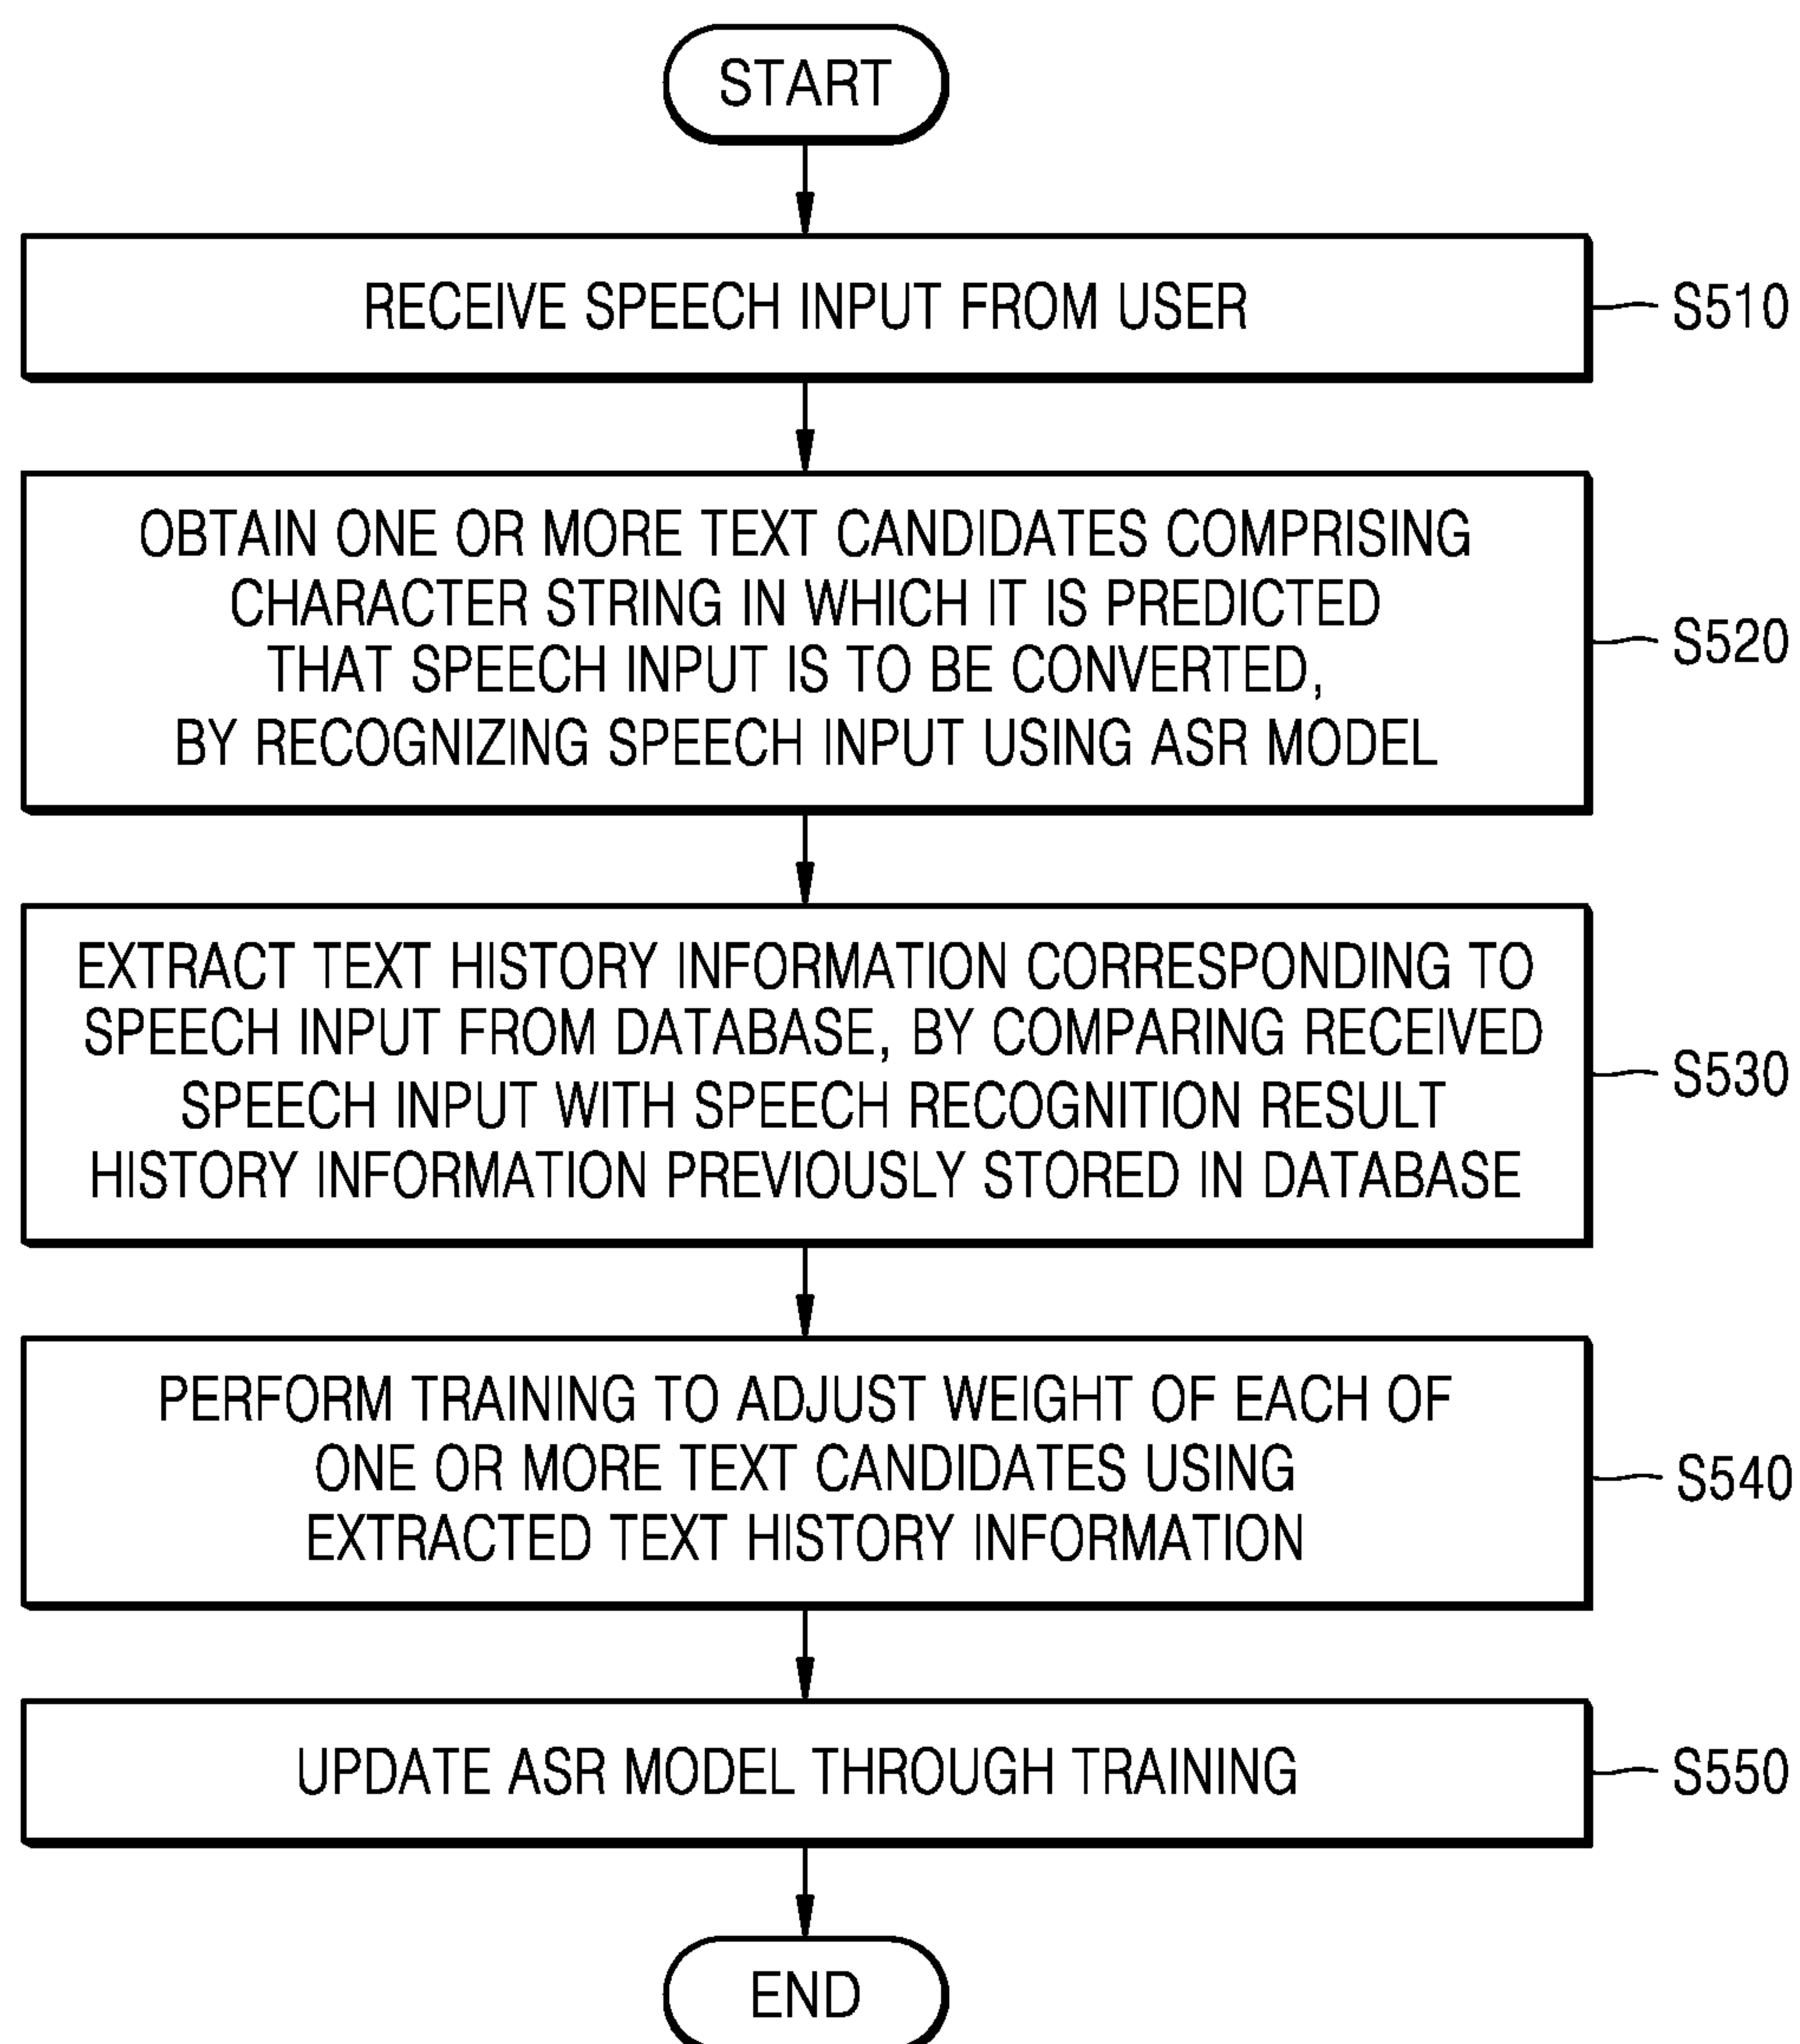 START
RECEIVE SPEECH INPUT FROM USER
S510
OBTAIN ONE OR MORE TEXT CANDIDATES COMPRISING
CHARACTER STRING IN WHICH IT IS PREDICTED
THAT SPEECH INPUT IS TO BE CONVERTED,
BY RECOGNIZING SPEECH INPUT USING ASR MODEL
S520
EXTRACT TEXT HISTORY INFORMATION CORRESPONDING TO
SPEECH INPUT FROM DATABASE, BY COMPARING RECEIVED
SPEECH INPUT WITH SPEECH RECOGNITION RESULT
HISTORY INFORMATION PREVIOUSLY STORED IN DATABASE
S530
PERFORM TRAINING TO ADJUST WEIGHT OF EACH OF
ONE OR MORE TEXT CANDIDATES USING
EXTRACTED TEXT HISTORY INFORMATION
S540
UPDATE ASR MODEL THROUGH TRAINING
S550
END